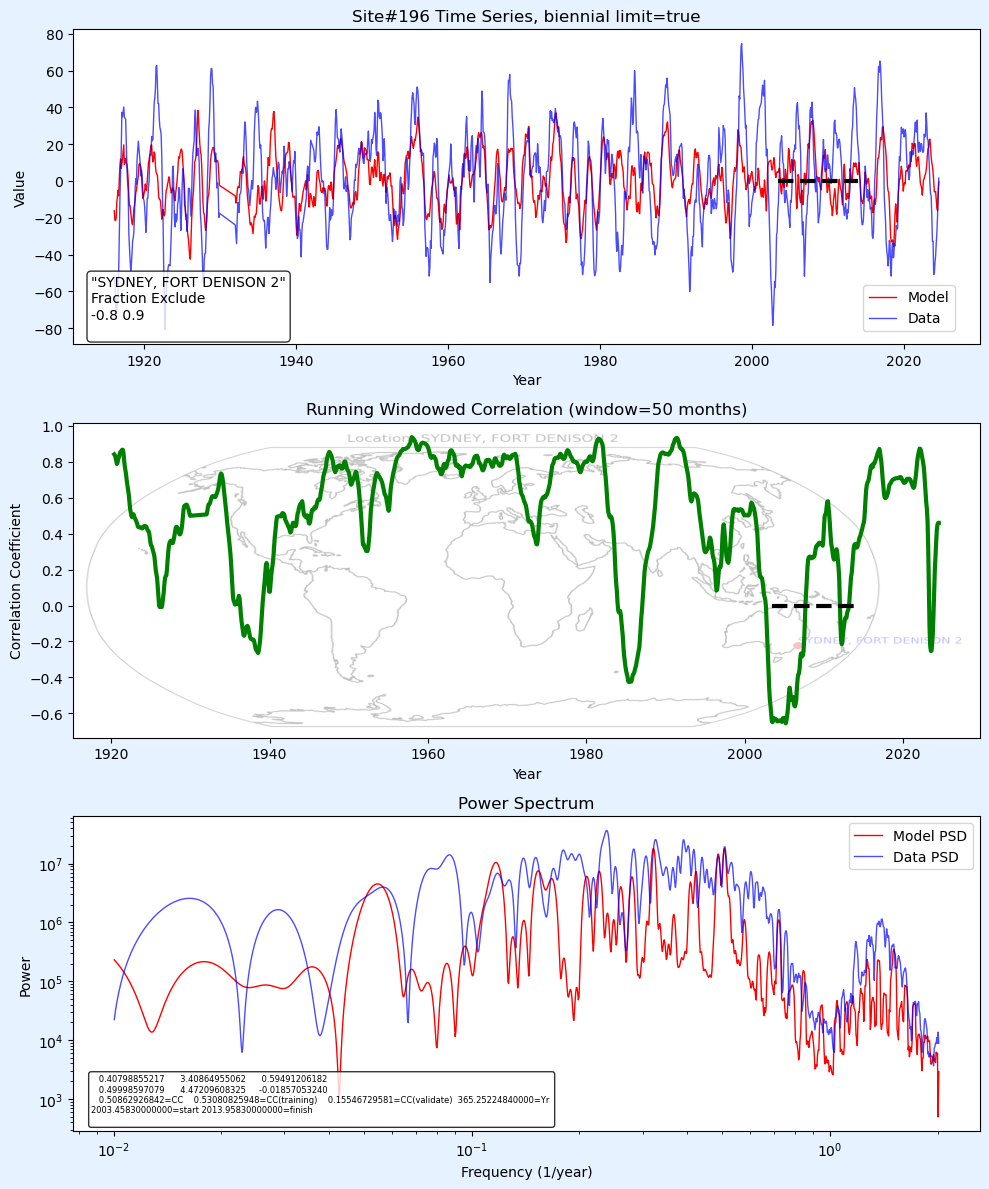 Site#196 Time Series, biennial limit=true
80
60
40
20
0
−20
−40
−60
−80
Value
"SYDNEY, FORT DENISON 2"
Fraction Exclude
-0.8 0.9
Model
Data
1920 1940 1960 1980 2000 2020
Year
Running Windowed Correlation (window=50 months)
Location: SYDNEY, FORT DENISON 2
1.0
0.8
0.6
0.4
0.2
0.0
−0.2
−0.4
−0.6
Correlation Coefficient
SYDNEY, FORT DENISON 2
1920 1940 1960 1980 2000 2020
Year
Power Spectrum
Model PSD
Data PSD
10^7
10^6
10^5
10^4
10^3
Power
0.40798855217 3.40864955062 0.59491206182
0.49998597079 4.47209608325 -0.01857053240
0.50862926842=CC 0.53080825948=CC(training) 0.15546729581=CC(validate) 365.25224840000=Yr
2003.45830000000=start 2013.95830000000=finish
10^−2 10^−1 10^0
Frequency (1/year)